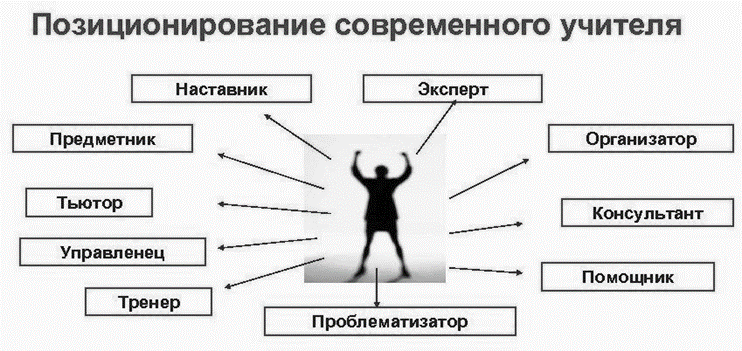 Позиционирование современного учителя
Наставник
Эксперт
Предметник
Организатор
Тьютор
Консультант
Управленец
Помощник
Тренер
Проблематизатор